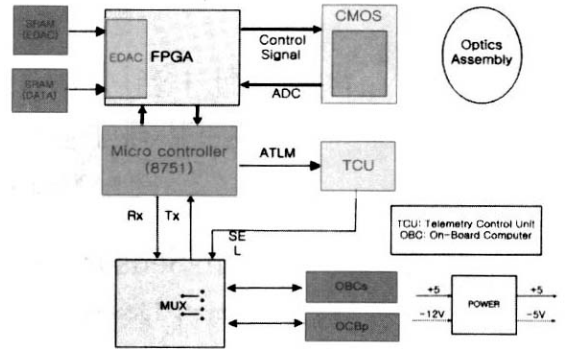 SRAM
(EDAC)
SRAM
(DATA)
EDAC
FPGA
Control
Signal
ADC
CMOS
Optics
Assembly
Micro controller
(8751)
ATLM
TCU
Rx
Tx
SE
L
TCU: Telemetry Control Unit
OBC: On-Board Computer
MUX
OBCs
OCBp
+5
-12V
POWER
+5
-5V